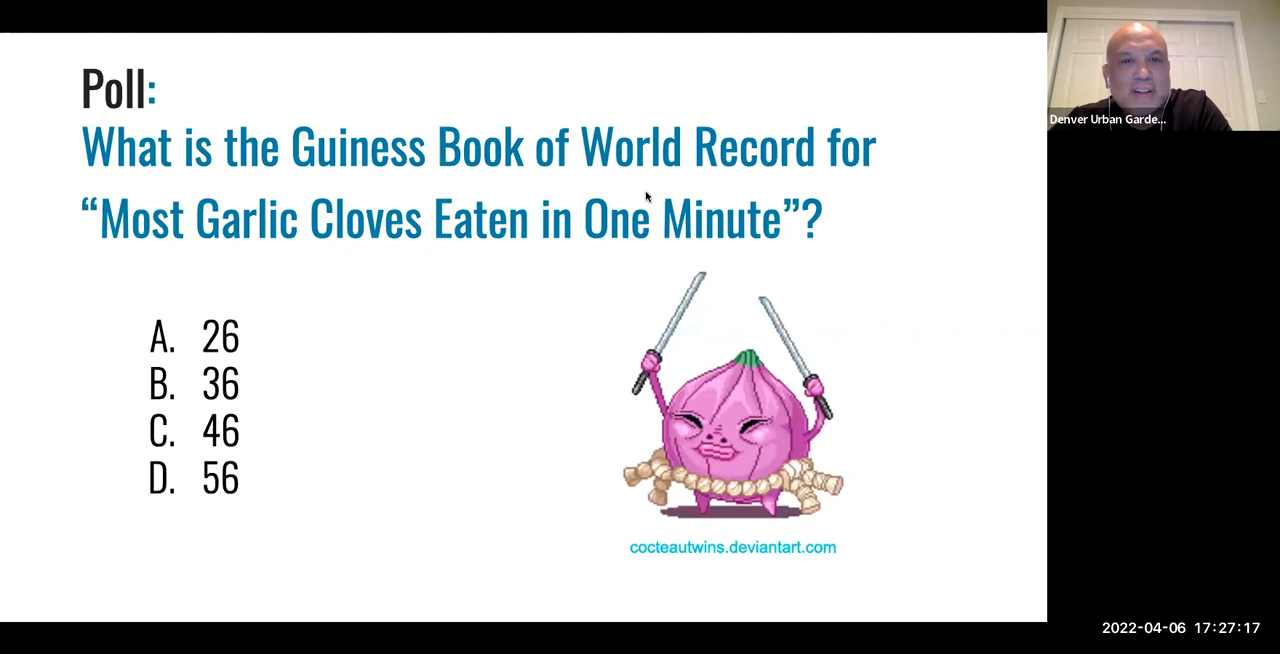 Poll:
What is the Guiness Book of World Record for
“Most Garlic Cloves Eaten in One Minute”?
A. 26
B. 36
C. 46
D. 56
cocteautwins.deviantart.com
Denver Urban Garde...
2022-04-06 17:27:17